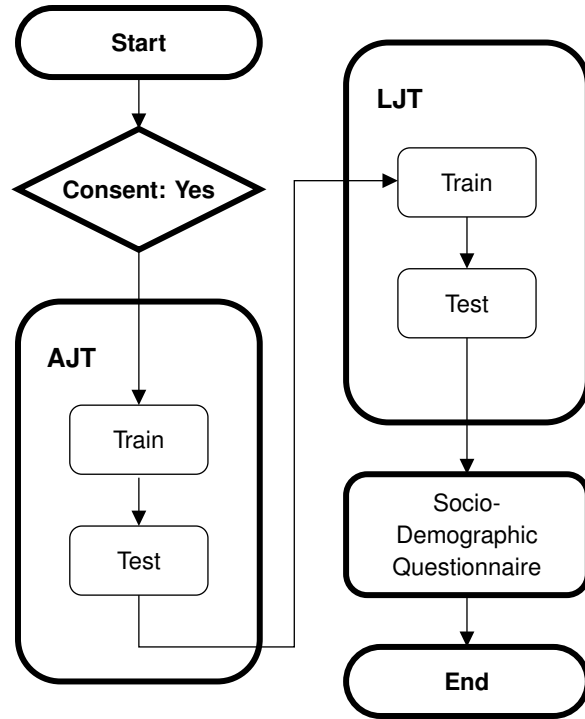 Start
Consent: Yes
AJT
Train
Test
LJT
Train
Test
Socio-
Demographic
Questionnaire
End